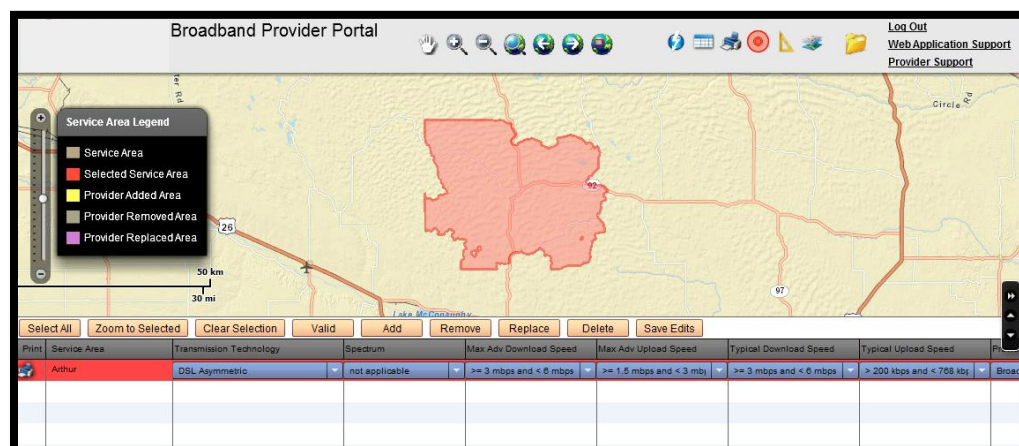 Broadband Provider Portal
Log Out
Web Application Support
Provider Support
ter Rd
Circle Rd
Service Area Legend
Service Area
Selected Service Area
Provider Added Area
Provider Removed Area
Provider Replaced Area
92
26
97
50 km
30 mi
Lake McConaughy
Select All Zoom to Selected Clear Selection Valid Add Remove Replace Delete Save Edits
Print Service Area Transmission Technology Spectrum Max Adv Download Speed Max Adv Upload Speed Typical Download Speed Typical Upload Speed
Arthur DSL Asymmetric not applicable >= 3 mbps and < 6 mbps >= 1.5 mbps and < 3 mb >= 3 mbps and < 6 mbps > 200 kbps and < 768 kb Broad